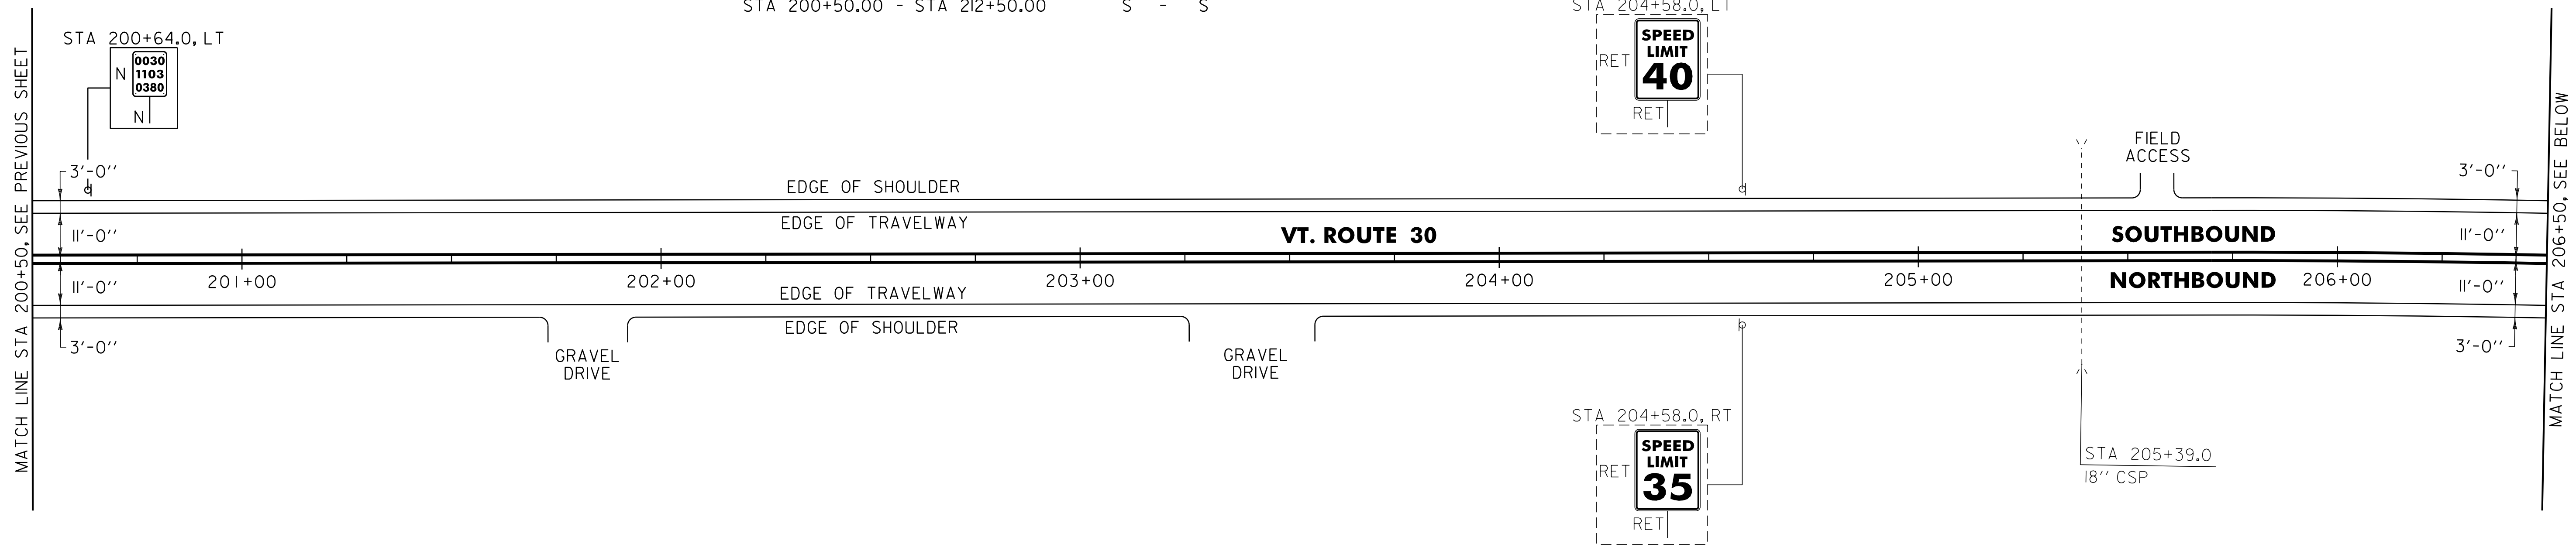 STA 200+50.00 - STA 212+50.00 S - S
STA 204+58.0, LT
STA 200+64.0, LT
N
0030
1103
0380
N
RET
SPEED
LIMIT
40
RET
MATCH LINE STA 200+50, SEE PREVIOUS SHEET
MATCH LINE STA 206+50, SEE BELOW
FIELD
ACCESS
3'-0''
3'-0''
EDGE OF SHOULDER
EDGE OF TRAVELWAY
11'-0''
VT. ROUTE 30
SOUTHBOUND
11'-0''
201+00
202+00
203+00
204+00
205+00
NORTHBOUND
206+00
11'-0''
EDGE OF TRAVELWAY
11'-0''
EDGE OF SHOULDER
3'-0''
3'-0''
GRAVEL
DRIVE
GRAVEL
DRIVE
STA 204+58.0, RT
RET
SPEED
LIMIT
35
RET
STA 205+39.0
18'' CSP